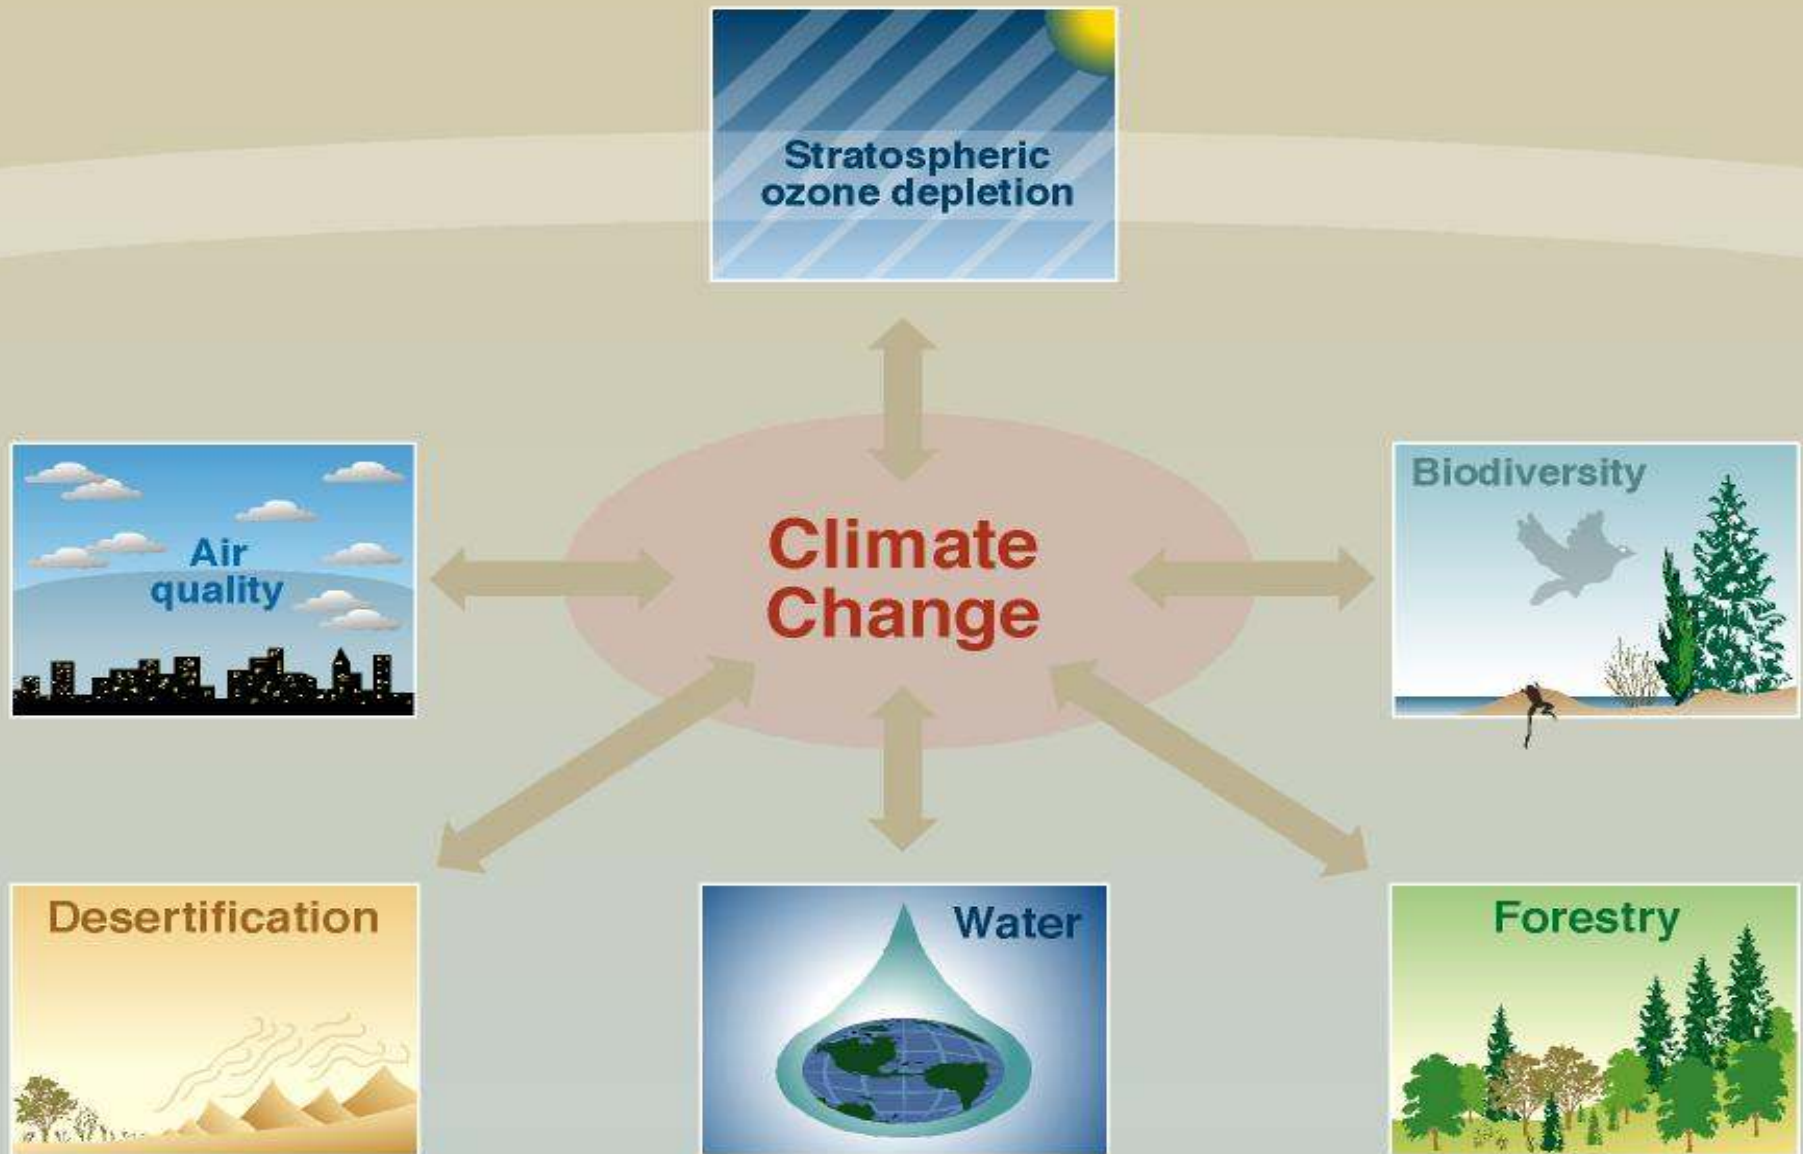 Stratospheric
ozone depletion
Air
quality
Climate
Change
Biodiversity
Desertification
Water
Forestry